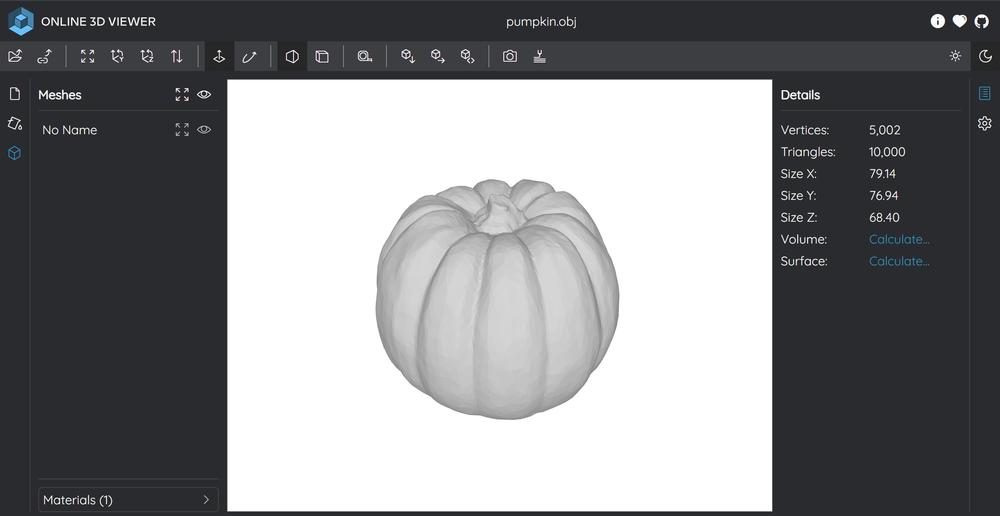 ONLINE 3D VIEWER
pumpkin.obj
Meshes
No Name
Materials (1)
Details
Vertices: 5,002
Triangles: 10,000
Size X: 79.14
Size Y: 76.94
Size Z: 68.40
Volume: Calculate...
Surface: Calculate...